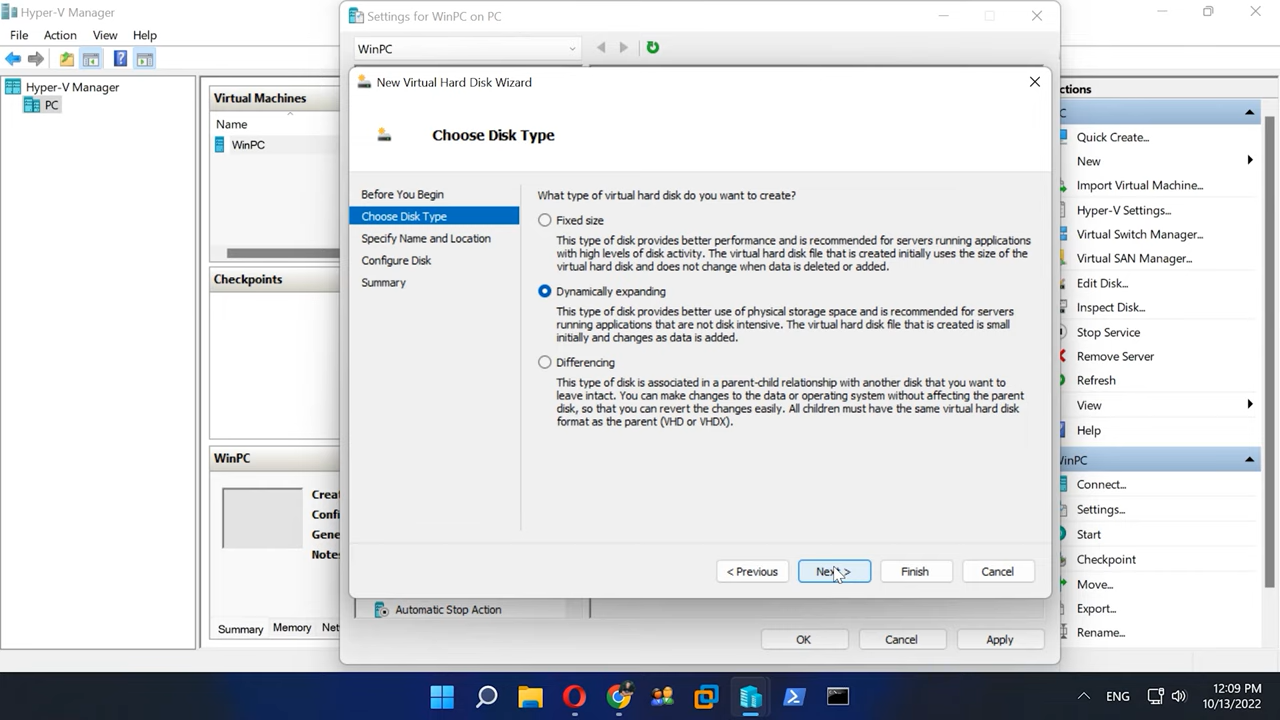 Hyper-V Manager
File Action View Help
Hyper-V Manager
PC
Virtual Machines
Name
WinPC
Checkpoints
WinPC
Crea
Confi
Gene
Notes
Summary Memory Net
Settings for WinPC on PC
WinPC
New Virtual Hard Disk Wizard
Choose Disk Type
Before You Begin
Choose Disk Type
Specify Name and Location
Configure Disk
Summary
What type of virtual hard disk do you want to create?
Fixed size
This type of disk provides better performance and is recommended for servers running applications
with high levels of disk activity. The virtual hard disk file that is created initially uses the size of the
virtual hard disk and does not change when data is deleted or added.
Dynamically expanding
This type of disk provides better use of physical storage space and is recommended for servers
running applications that are not disk intensive. The virtual hard disk file that is created is small
initially and changes as data is added.
Differencing
This type of disk is associated in a parent-child relationship with another disk that you want to
leave intact. You can make changes to the data or operating system without affecting the parent
disk, so that you can revert the changes easily. All children must have the same virtual hard disk
format as the parent (VHD or VHDX).
< Previous Next > Finish Cancel
Automatic Stop Action
OK Cancel Apply
ctions
C
Quick Create...
New
Import Virtual Machine...
Hyper-V Settings...
Virtual Switch Manager...
Virtual SAN Manager...
Edit Disk...
Inspect Disk...
Stop Service
Remove Server
Refresh
View
Help
VinPC
Connect...
Settings...
Start
Checkpoint
Move...
Export...
Rename...
ENG
12:09 PM
10/13/2022